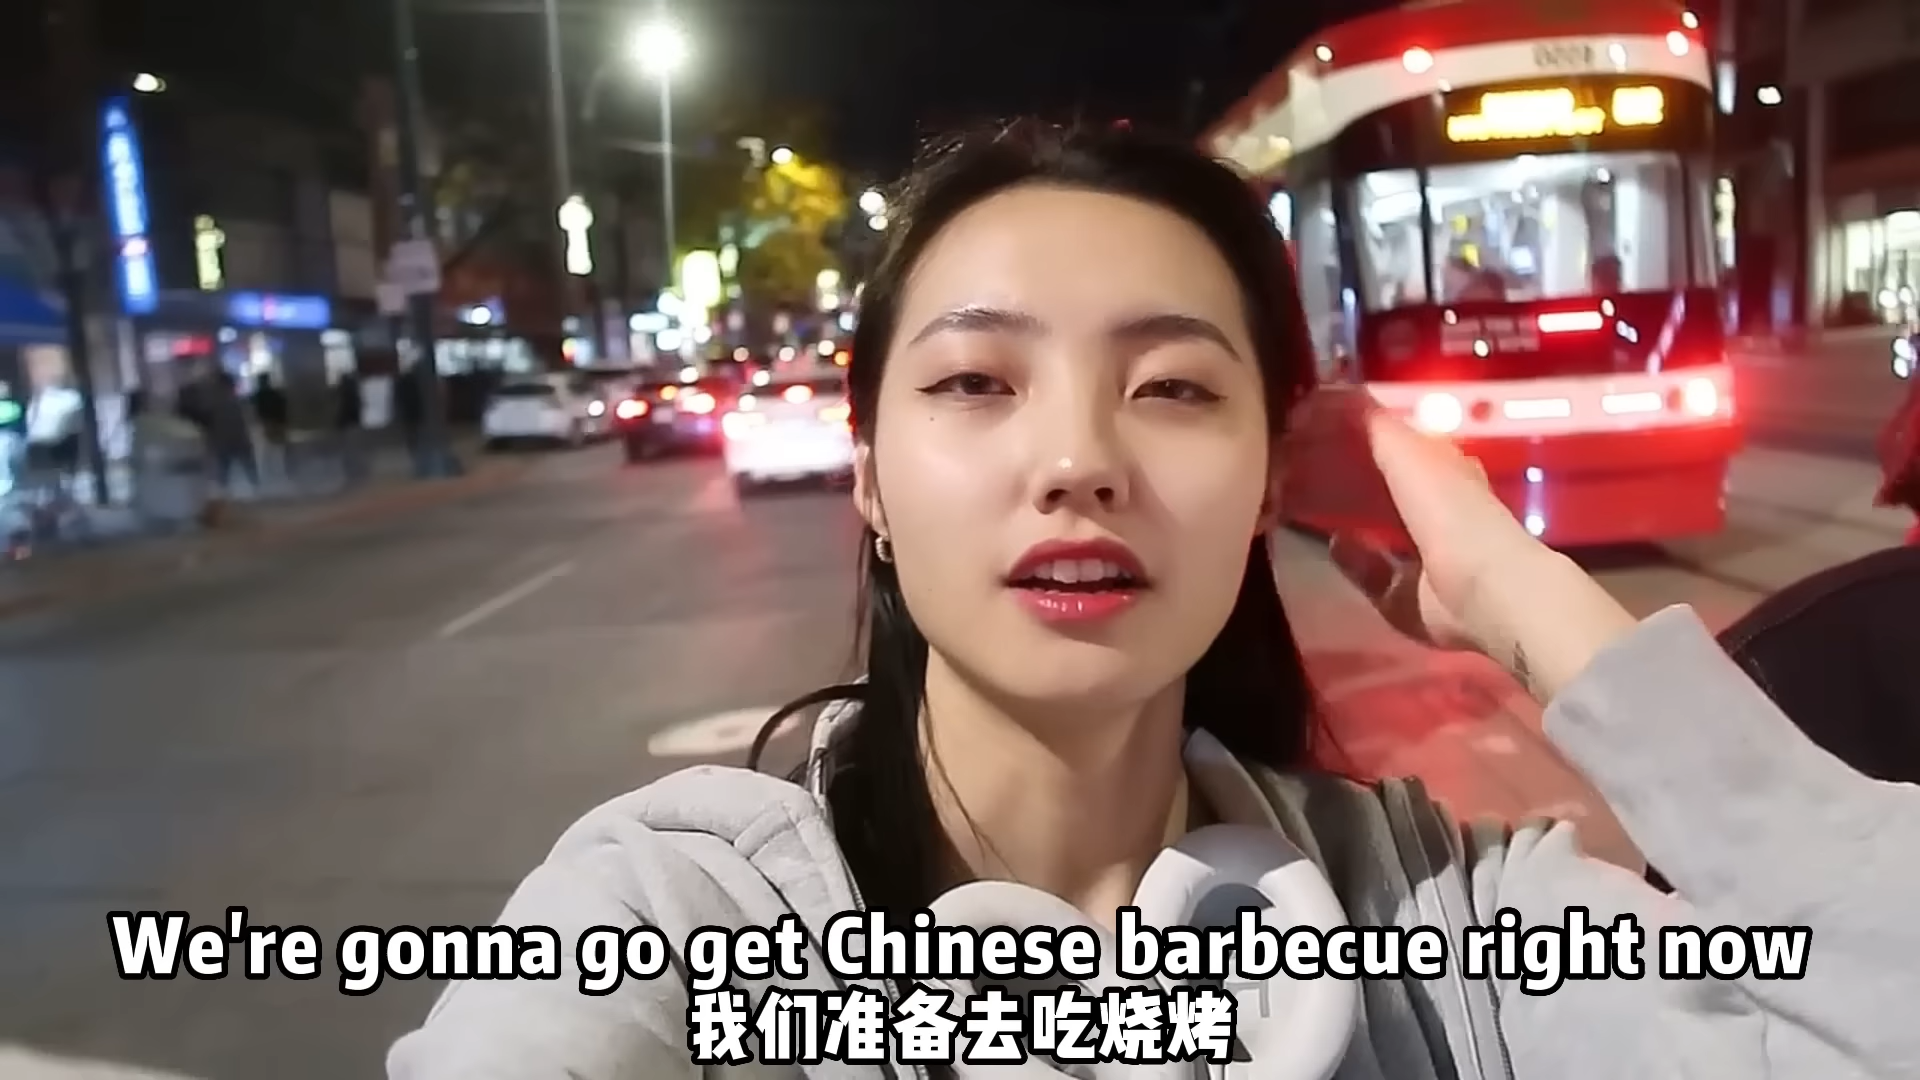 We're gonna go get Chinese barbecue right now
我们准备去吃烧烤